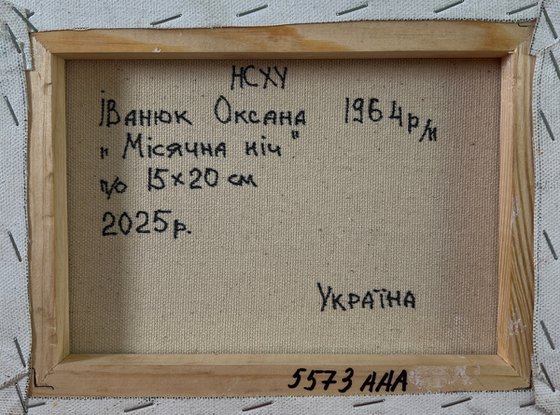 НСХУ
Іванюк Оксана 1964р/н
„Місячна ніч"
п/о 15×20 см
2025р.
Україна
5573 ААА